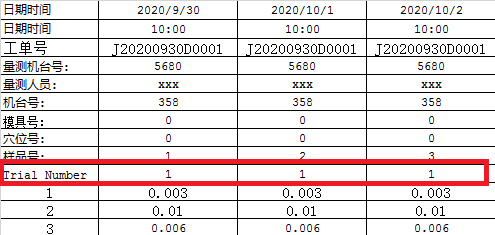 日期时间 2020/9/30 2020/10/1 2020/10/2
日期时间 10:00 10:00 10:00
工单号 J20200930D0001 J20200930D0001 J20200930D0001
量测机台号: 5680 5680 5680
量测人员: xxx xxx xxx
机台号: 358 358 358
模具号: 0 0 0
穴位号: 0 0 0
样品号: 1 2 3
Trial Number 1 1 1
1 0.003 0.003 0.003
2 0.01 0.01 0.01
3 0.006 0.006 0.006